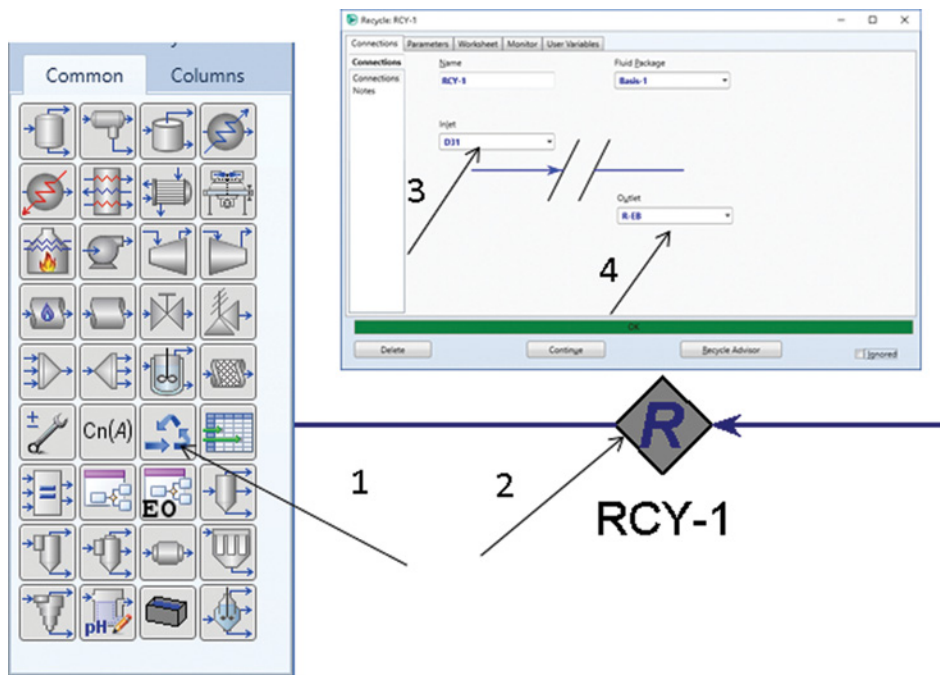 Common Columns
Cn(A)
EO
pH
Recycle: RCY-1
Connections Parameters Worksheet Monitor User Variables
Connections
Connections
Notes
Name
RCY-1
Fluid Package
Basis-1
Inlet
D31
Outlet
R-EB
3
4
OK
Delete Continue Recycle Advisor Ignored
R
RCY-1
1
2